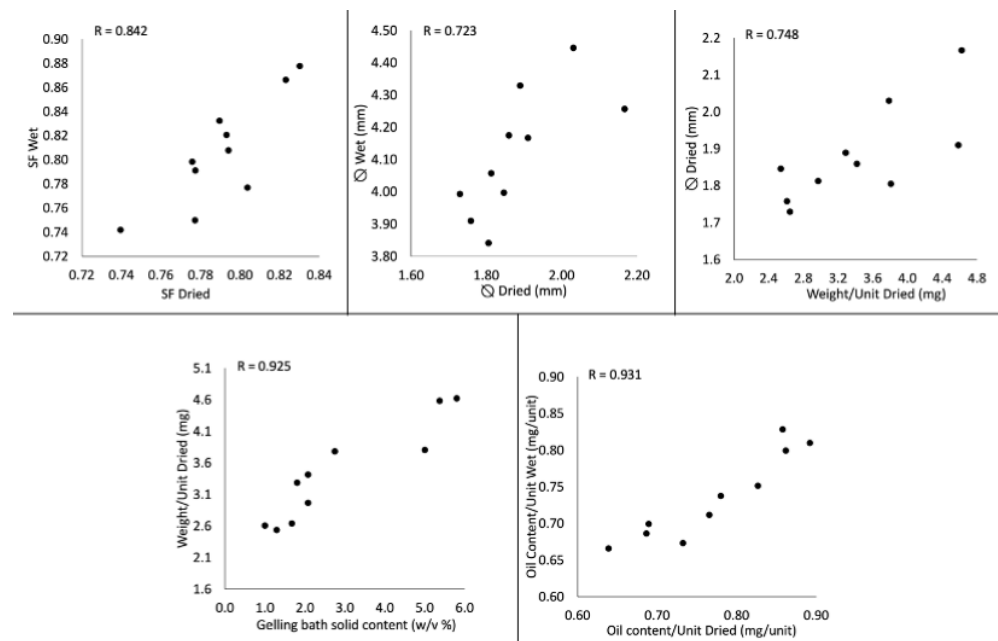 R = 0.842
0.90
0.88
0.86
0.84
0.82
0.80
0.78
0.76
0.74
0.72
SF Wet
0.72 0.74 0.76 0.78 0.80 0.82 0.84
SF Dried
R = 0.723
4.50
4.40
4.30
4.20
4.10
4.00
3.90
3.80
∅ Wet (mm)
1.60 1.80 2.00 2.20
∅ Dried (mm)
R = 0.748
2.2
2.1
2.0
1.9
1.8
1.7
1.6
∅ Dried (mm)
2.0 2.4 2.8 3.2 3.6 4.0 4.4 4.8
Weight/Unit Dried (mg)
R = 0.925
5.1
4.6
4.1
3.6
3.1
2.6
2.1
1.6
Weight/Unit Dried (mg)
0.0 1.0 2.0 3.0 4.0 5.0 6.0
Gelling bath solid content (w/v %)
R = 0.931
0.90
0.85
0.80
0.75
0.70
0.65
0.60
Oil Content/Unit Wet (mg/unit)
0.60 0.70 0.80 0.90
Oil content/Unit Dried (mg/unit)